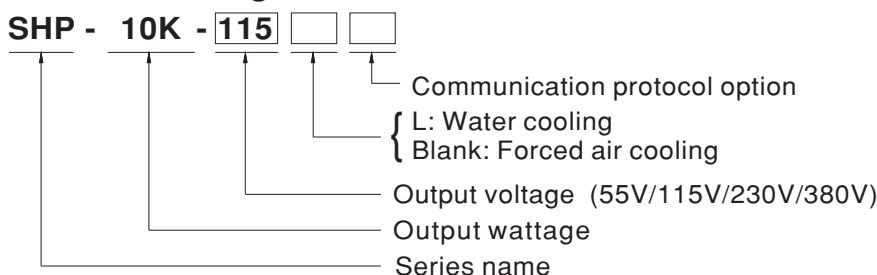 SHP - 10K - 115
Communication protocol option
L: Water cooling
Blank: Forced air cooling
Output voltage (55V/115V/230V/380V)
Output wattage
Series name